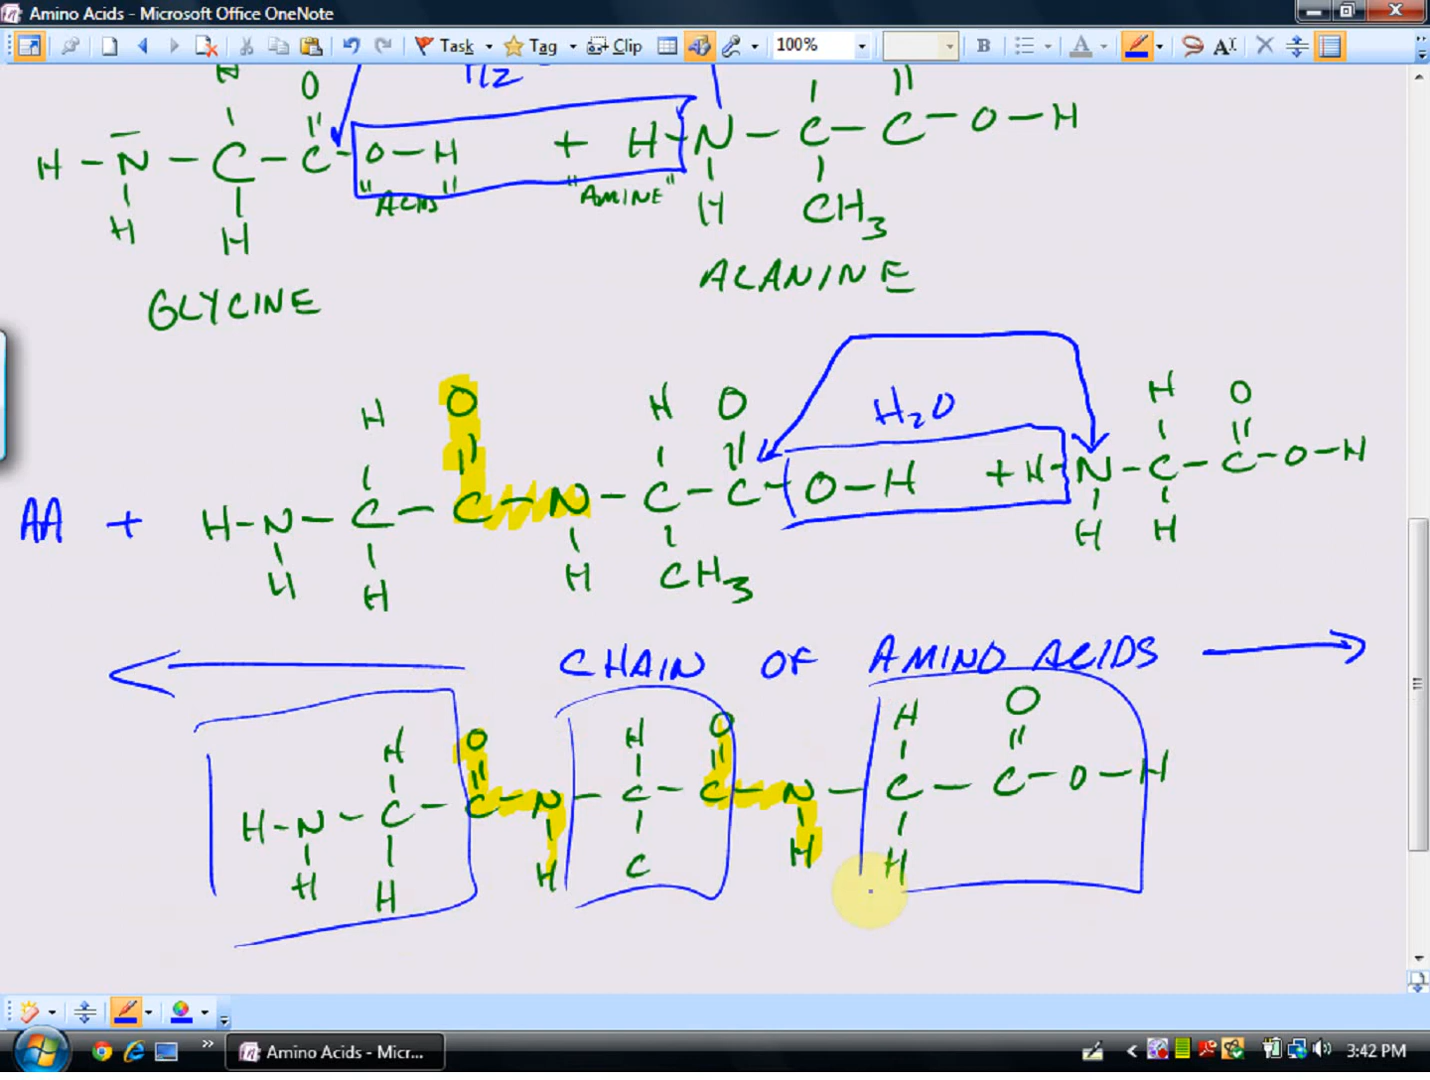 Amino Acids - Microsoft Office OneNote
Task Tag Clip 100% B A
H O H2
H - N - C - C - O - H + H - N - C - C - O - H
"ACID" "AMINE"
H H H CH3
GLYCINE ALANINE
H O H O H2O H O
AA + H - N - C - C - N - C - C - O - H + H - N - C - C - O - H
H H H CH3 H H
CHAIN OF AMINO ACIDS
H O H O H O
H - N - C - C - N - C - C - N - C - C - O - H
H H H C H H
Amino Acids - Micr...
3:42 PM